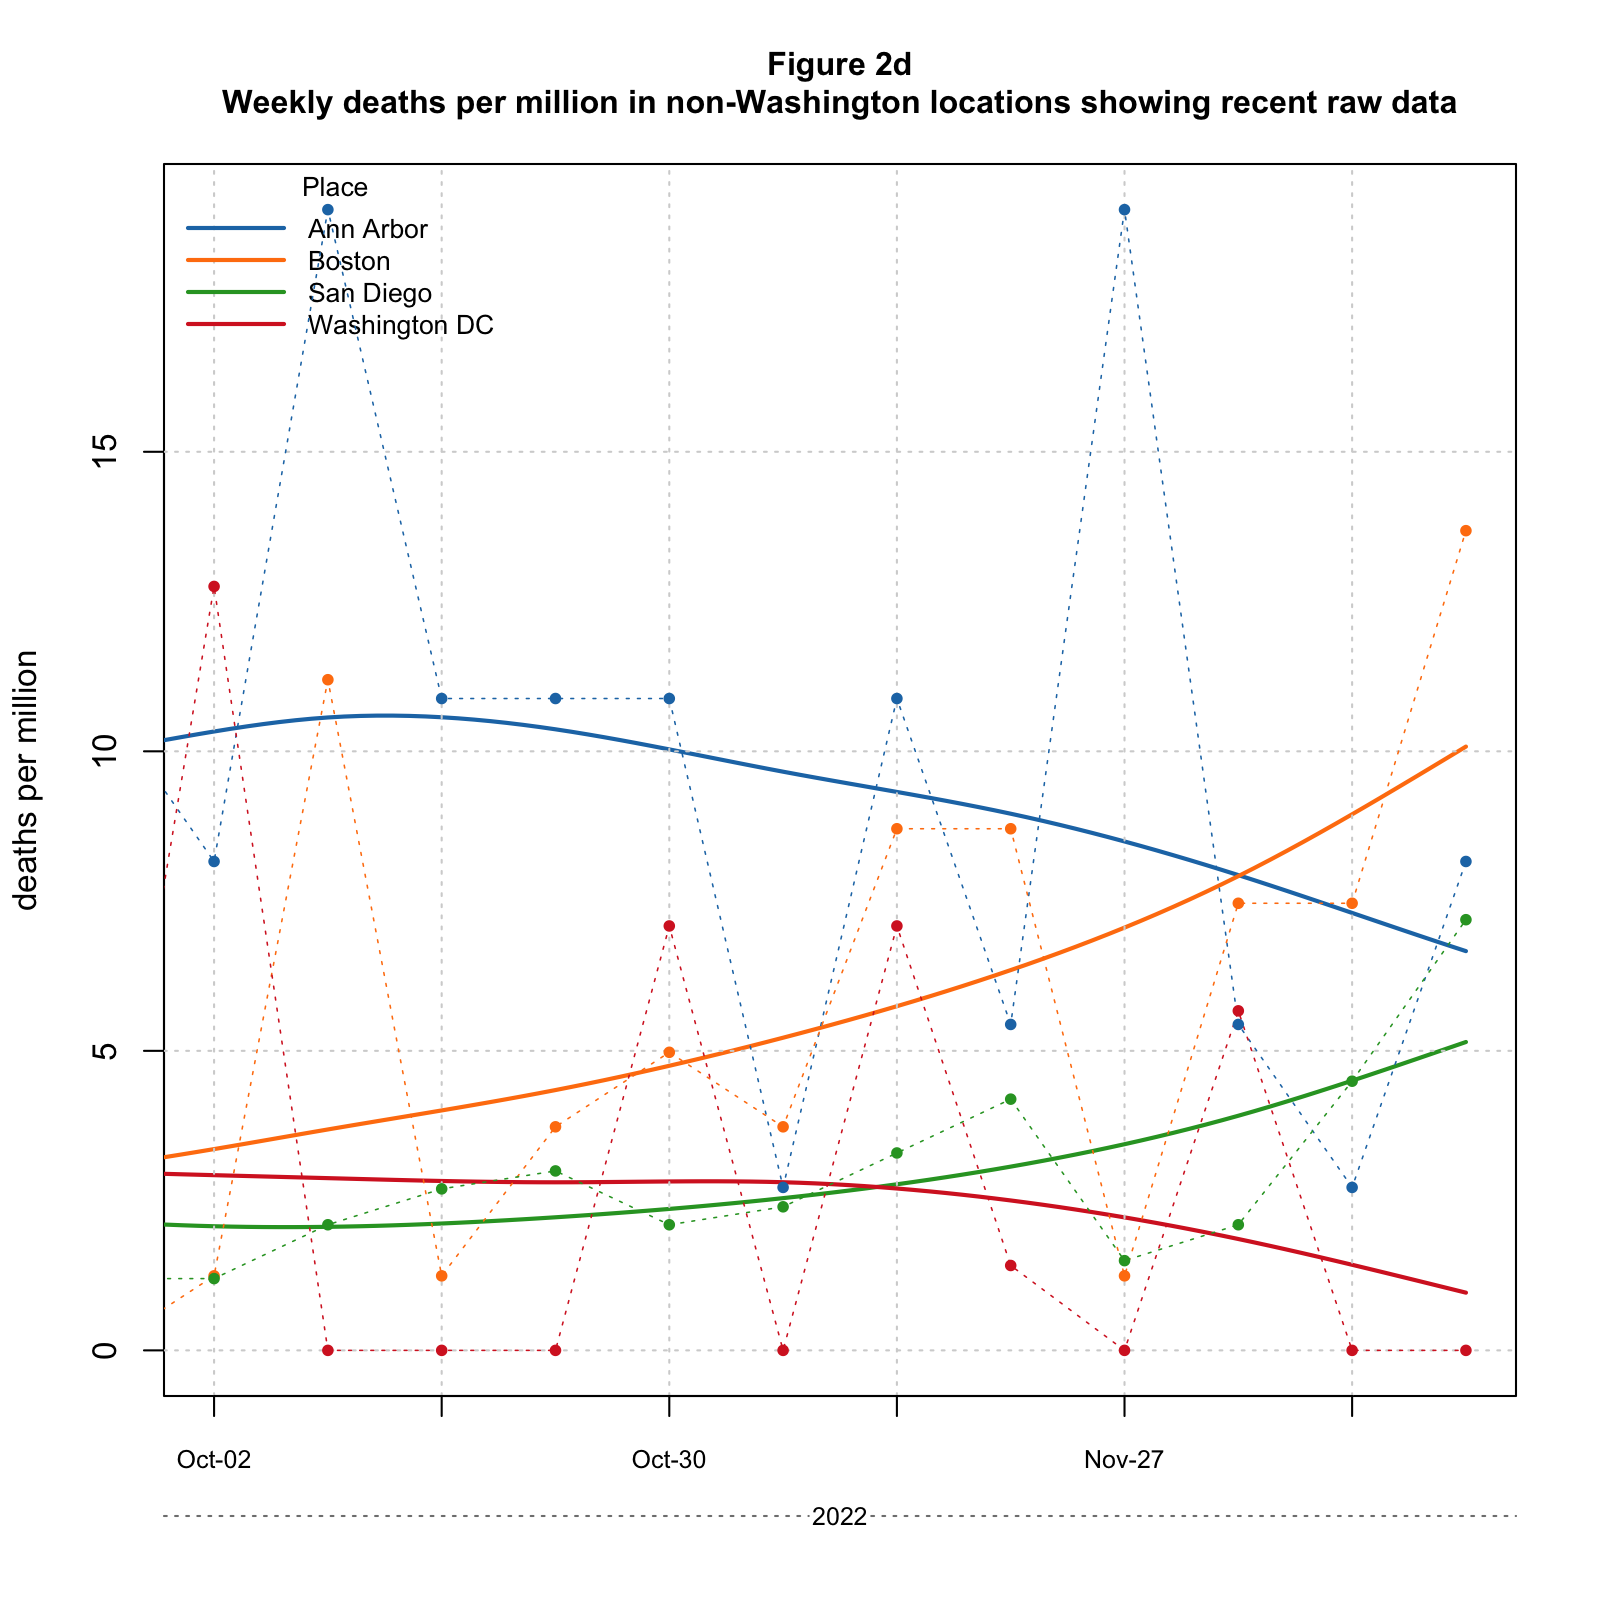 Figure 2d
Weekly deaths per million in non-Washington locations showing recent raw data
Place
Ann Arbor
Boston
San Diego
Washington DC
deaths per million
15
10
5
0
Oct-02
Oct-30
Nov-27
2022